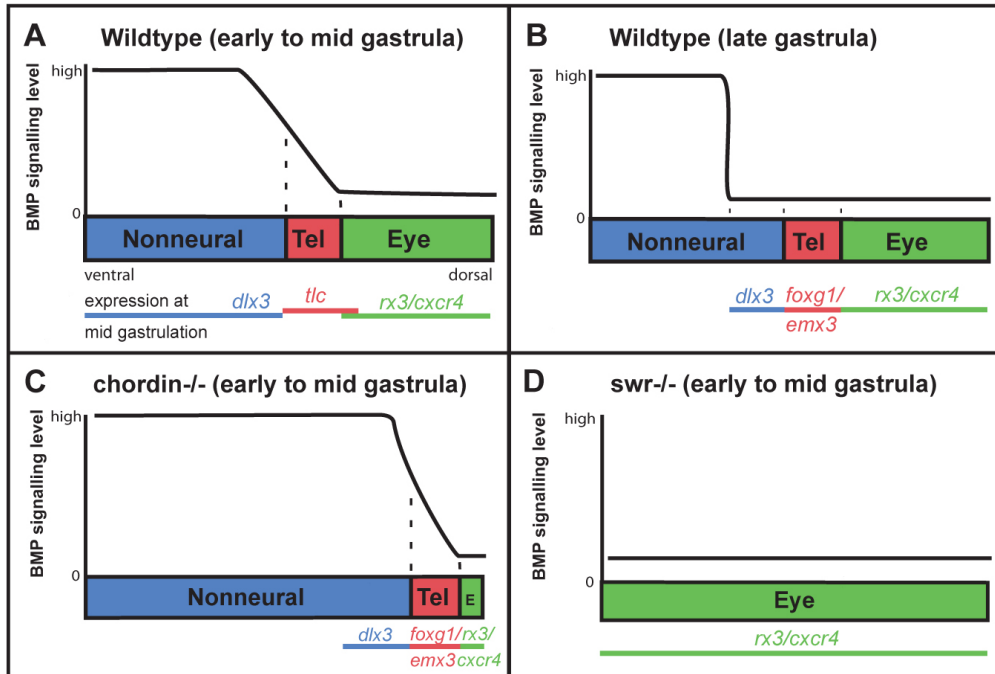 A Wildtype (early to mid gastrula)
BMP signalling level
high
0
Nonneural Tel Eye
ventral dorsal
expression at dlx3 tlc rx3/cxcr4
mid gastrulation
B Wildtype (late gastrula)
BMP signalling level
high
0
Nonneural Tel Eye
dlx3 foxg1/ rx3/cxcr4
emx3
C chordin-/- (early to mid gastrula)
BMP signalling level
high
0
Nonneural Tel E
dlx3 foxg1/ rx3/
emx3 cxcr4
D swr-/- (early to mid gastrula)
BMP signalling level
high
0
Eye
rx3/cxcr4